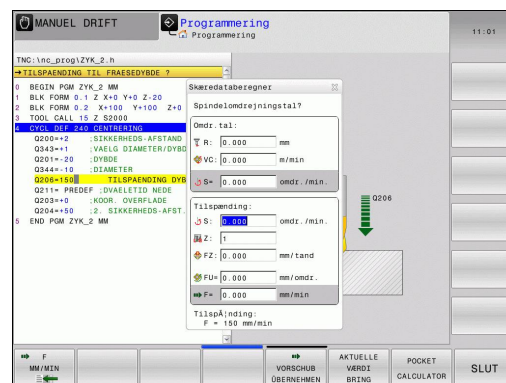 MANUEL DRIFT
Programmering
Programmering
11:01
TNC:\nc_prog\ZYK_2.h
→TILSPAENDING TIL FRAESEDYBDE ?
0 BEGIN PGM ZYK_2 MM
1 BLK FORM 0.1 Z X+0 Y+0 Z-20
2 BLK FORM 0.2 X+100 Y+100 Z+0
3 TOOL CALL 15 Z S2000
4 CYCL DEF 240 CENTRERING
Q200=+2 ;SIKKERHEDS-AFSTAND
Q343=+1 ;VAELG DIAMETER/DYBD
Q201=-20 ;DYBDE
Q344=-10 ;DIAMETER
Q206=150 TILSPAENDING DYB
Q211= PREDEF ;DVAELETID NEDE
Q203=+0 ;KOOR. OVERFLADE
Q204=+50 ;2. SIKKERHEDS-AFST.
5 END PGM ZYK_2 MM
Skæredataberegner
Spindelomdrejningstal?
Omdr.tal:
R: 0.000 mm
VC: 0.000 m/min
S= 0.000 omdr./min.
Tilspænding:
S: 0.000 omdr./min.
Z: 1
FZ: 0.000 mm/tand
FU= 0.000 mm/omdr.
F= 0.000 mm/min
TilspÃ¦nding:
F = 150 mm/min
Q206
F
MM/MIN
VORSCHUB
ÜBERNEHMEN
AKTUELLE
VÆRDI
BRING
POCKET
CALCULATOR
SLUT